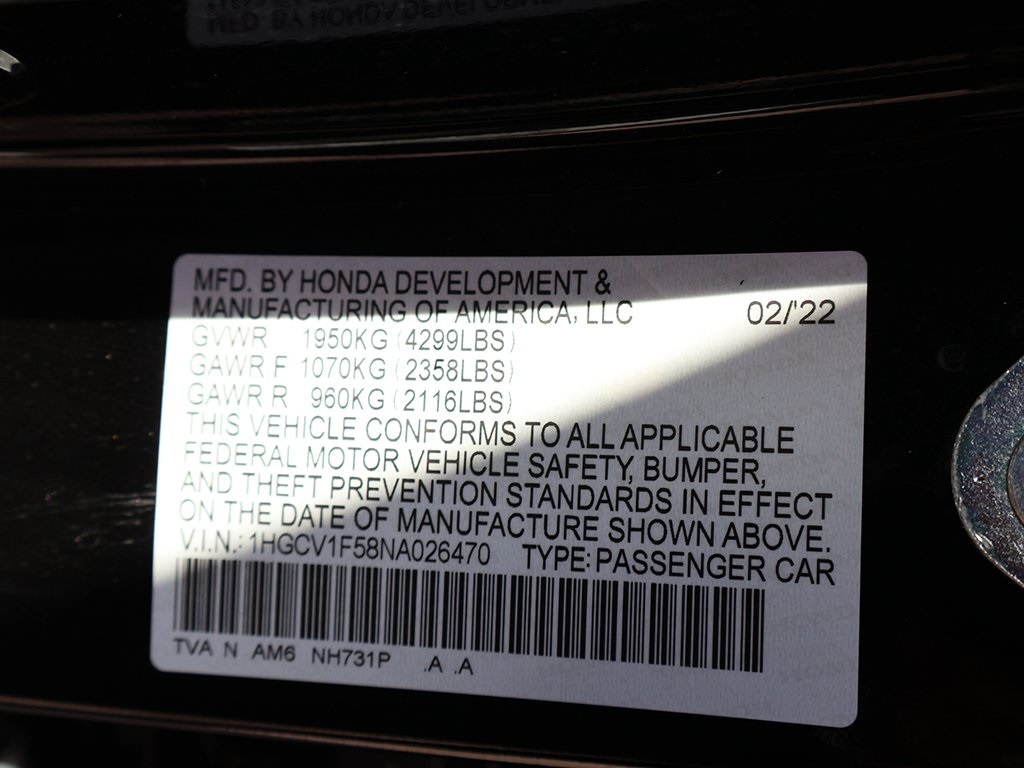 MFD. BY HONDA DEVELOPMENT &
MANUFACTURING OF AMERICA, LLC 02/'22
GVWR 1950KG (4299LBS)
GAWR F 1070KG (2358LBS)
GAWR R 960KG (2116LBS)
THIS VEHICLE CONFORMS TO ALL APPLICABLE
FEDERAL MOTOR VEHICLE SAFETY, BUMPER,
AND THEFT PREVENTION STANDARDS IN EFFECT
ON THE DATE OF MANUFACTURE SHOWN ABOVE.
V.I.N.: 1HGCV1F58NA026470 TYPE: PASSENGER CAR
TVA N AM6 NH731P .A .A